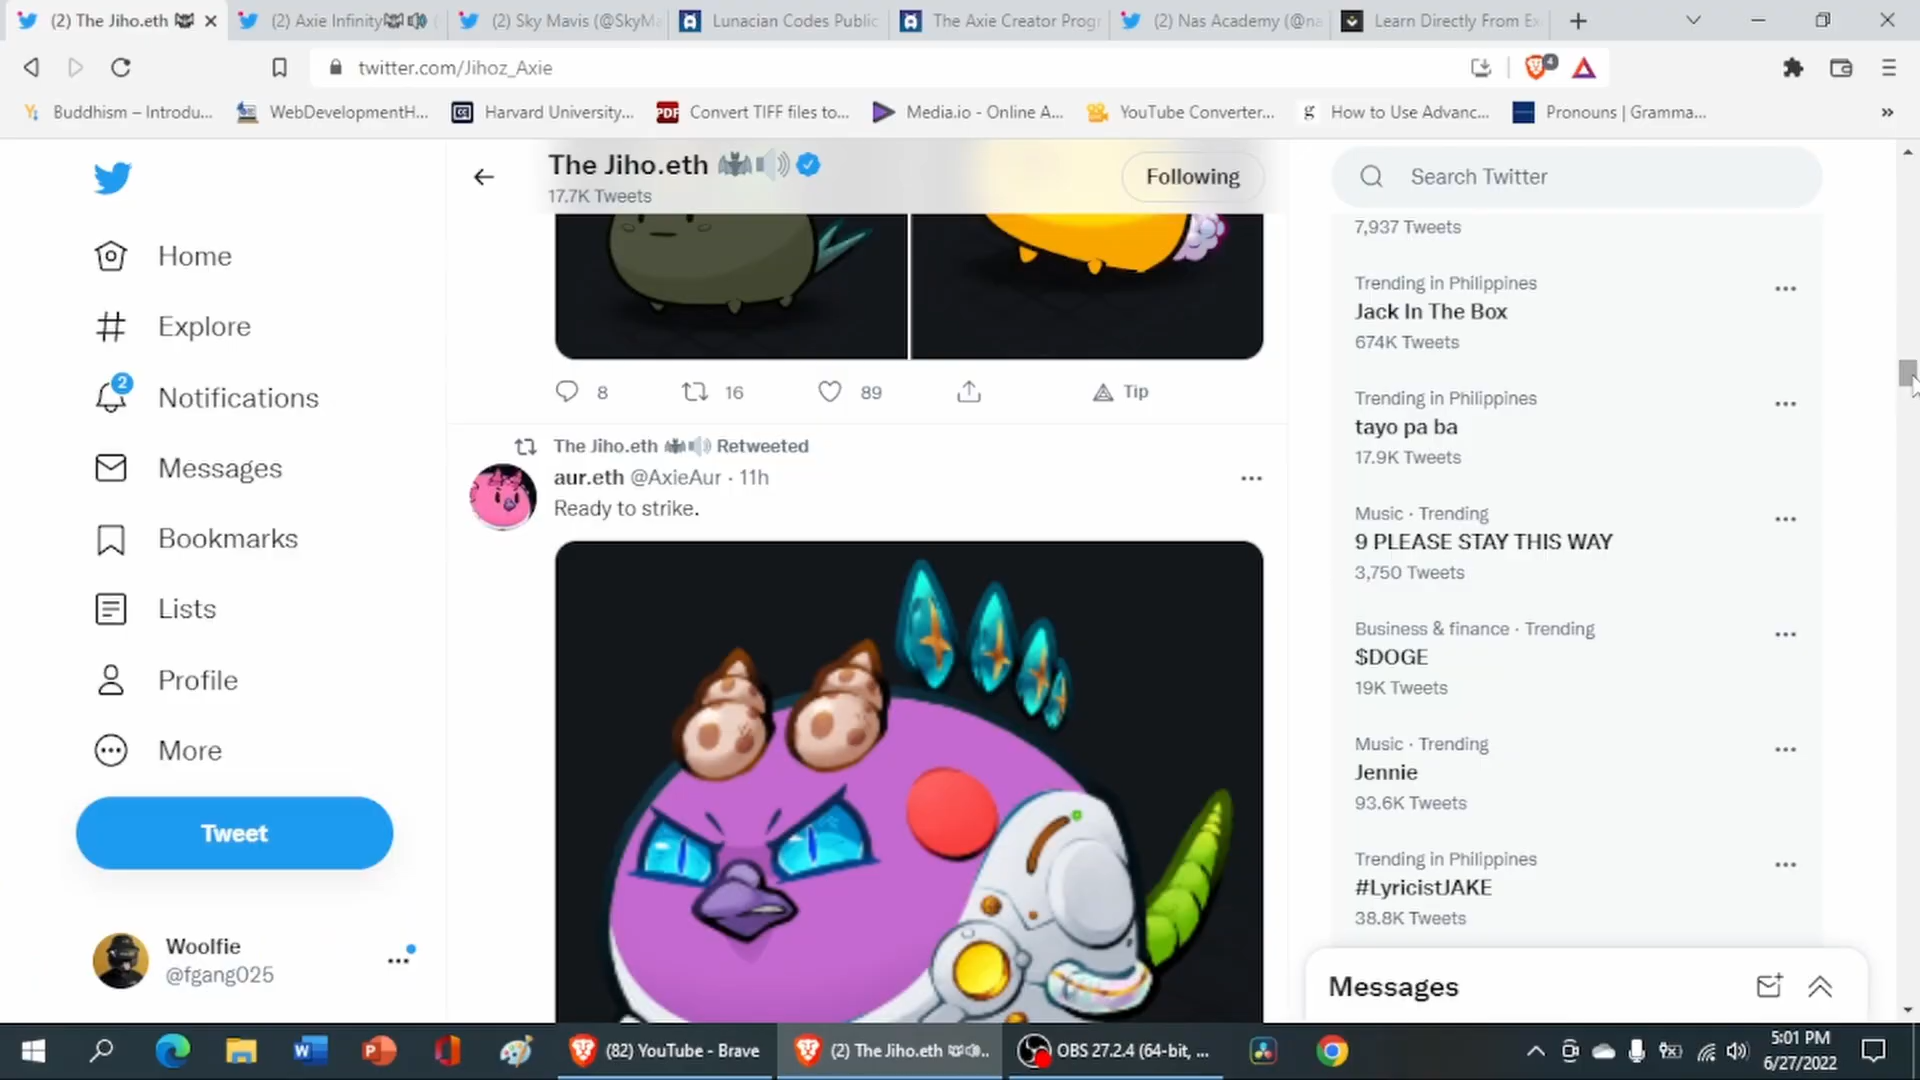 (2) The Jiho.eth
(2) Axie Infinity
(2) Sky Mavis (@SkyMa
Lunacian Codes Public
The Axie Creator Progr
(2) Nas Academy (@na
Learn Directly From Ex
twitter.com/Jihoz_Axie
4
Buddhism – Introdu...
WebDevelopmentH...
Harvard University...
Convert TIFF files to...
Media.io - Online A...
YouTube Converter...
How to Use Advanc...
Pronouns | Gramma...
The Jiho.eth
17.7K Tweets
Following
Search Twitter
Home
Explore
2
Notifications
Messages
Bookmarks
Lists
Profile
More
Tweet
Woolfie
@fgang025
8
16
89
Tip
The Jiho.eth Retweeted
aur.eth @AxieAur · 11h
Ready to strike.
7,937 Tweets
Trending in Philippines
Jack In The Box
674K Tweets
Trending in Philippines
tayo pa ba
17.9K Tweets
Music · Trending
9 PLEASE STAY THIS WAY
3,750 Tweets
Business & finance · Trending
$DOGE
19K Tweets
Music · Trending
Jennie
93.6K Tweets
Trending in Philippines
#LyricistJAKE
38.8K Tweets
Messages
(82) YouTube - Brave
(2) The Jiho.eth
OBS 27.2.4 (64-bit, ...
5:01 PM
6/27/2022